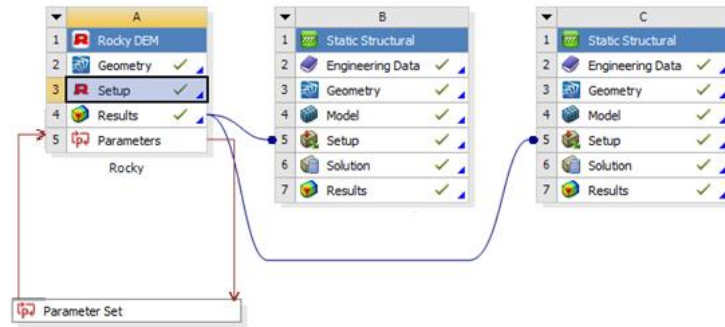 A
1 Rocky DEM
2 Geometry
3 Setup
4 Results
5 Parameters
Rocky
B
1 Static Structural
2 Engineering Data
3 Geometry
4 Model
5 Setup
6 Solution
7 Results
C
1 Static Structural
2 Engineering Data
3 Geometry
4 Model
5 Setup
6 Solution
7 Results
Parameter Set